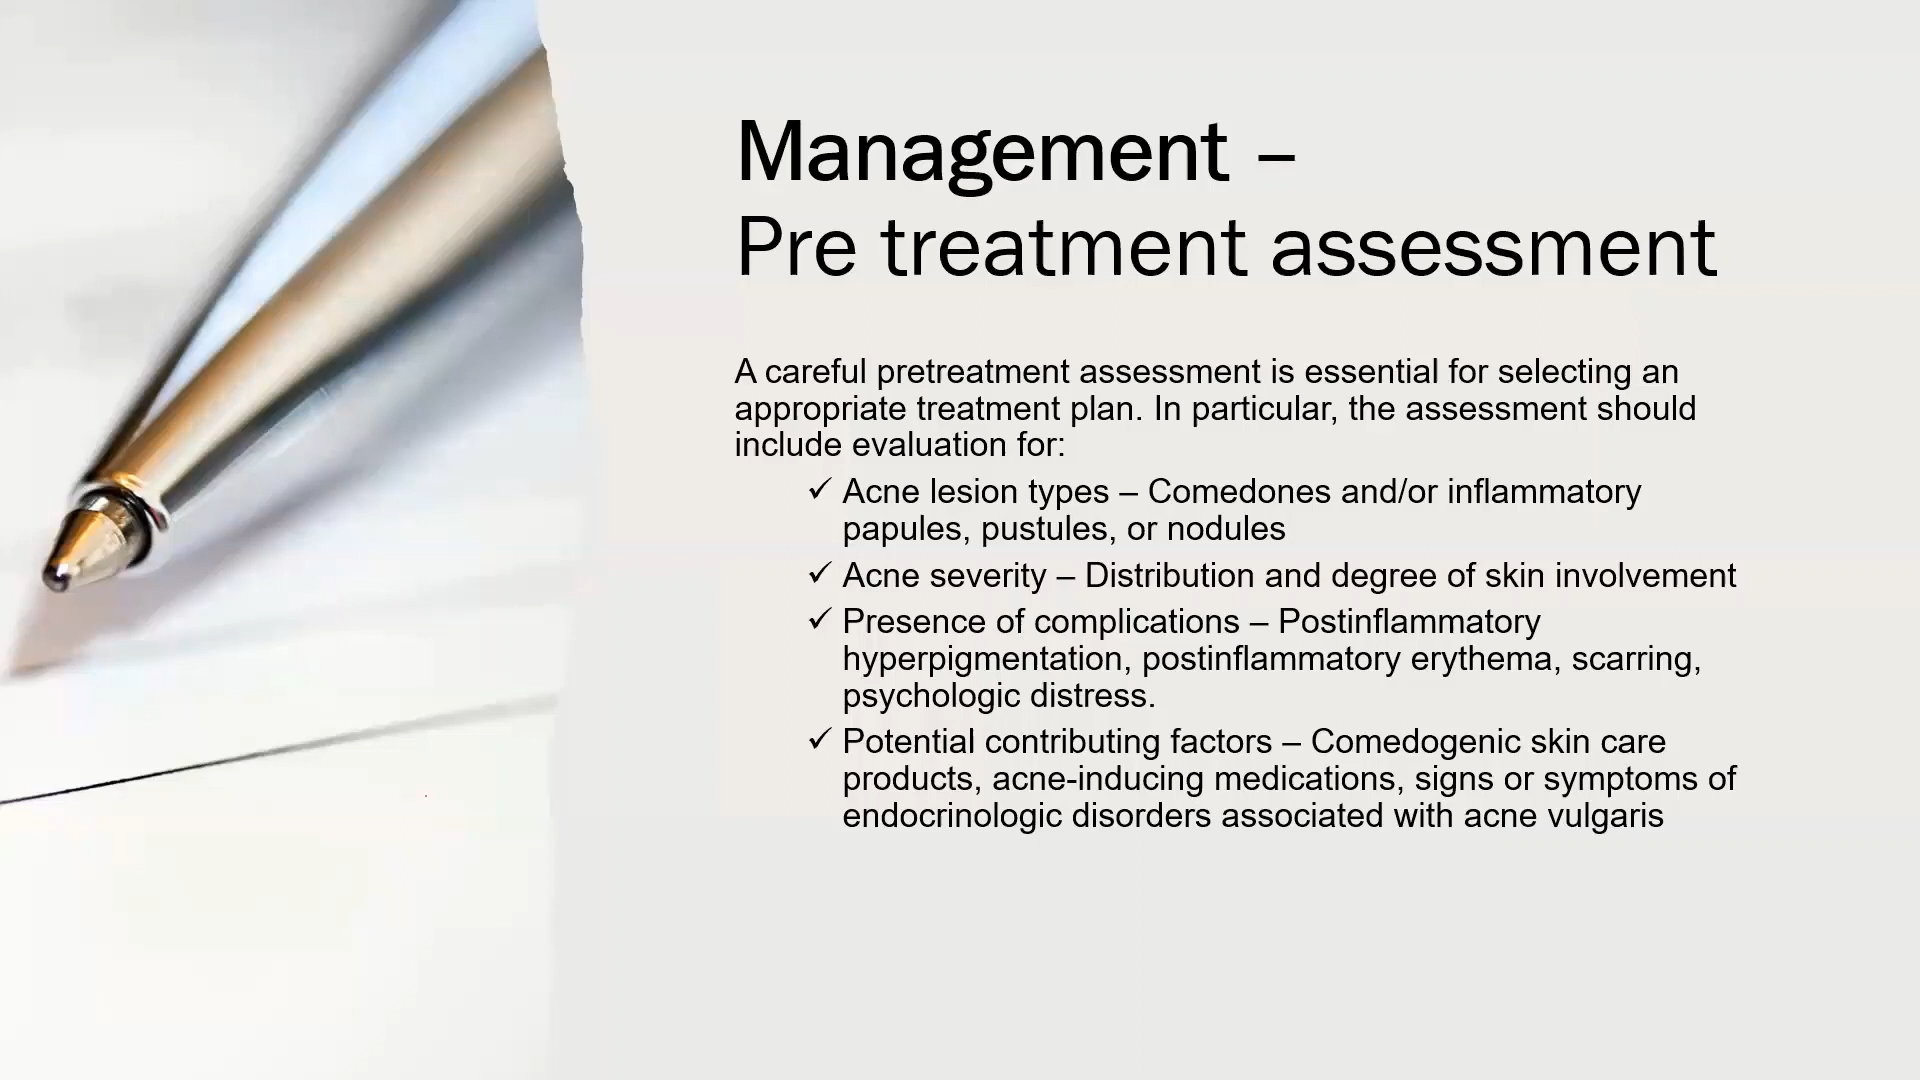 Management –
Pre treatment assessment
A careful pretreatment assessment is essential for selecting an
appropriate treatment plan. In particular, the assessment should
include evaluation for:
✓ Acne lesion types – Comedones and/or inflammatory
papules, pustules, or nodules
✓ Acne severity – Distribution and degree of skin involvement
✓ Presence of complications – Postinflammatory
hyperpigmentation, postinflammatory erythema, scarring,
psychologic distress.
✓ Potential contributing factors – Comedogenic skin care
products, acne-inducing medications, signs or symptoms of
endocrinologic disorders associated with acne vulgaris